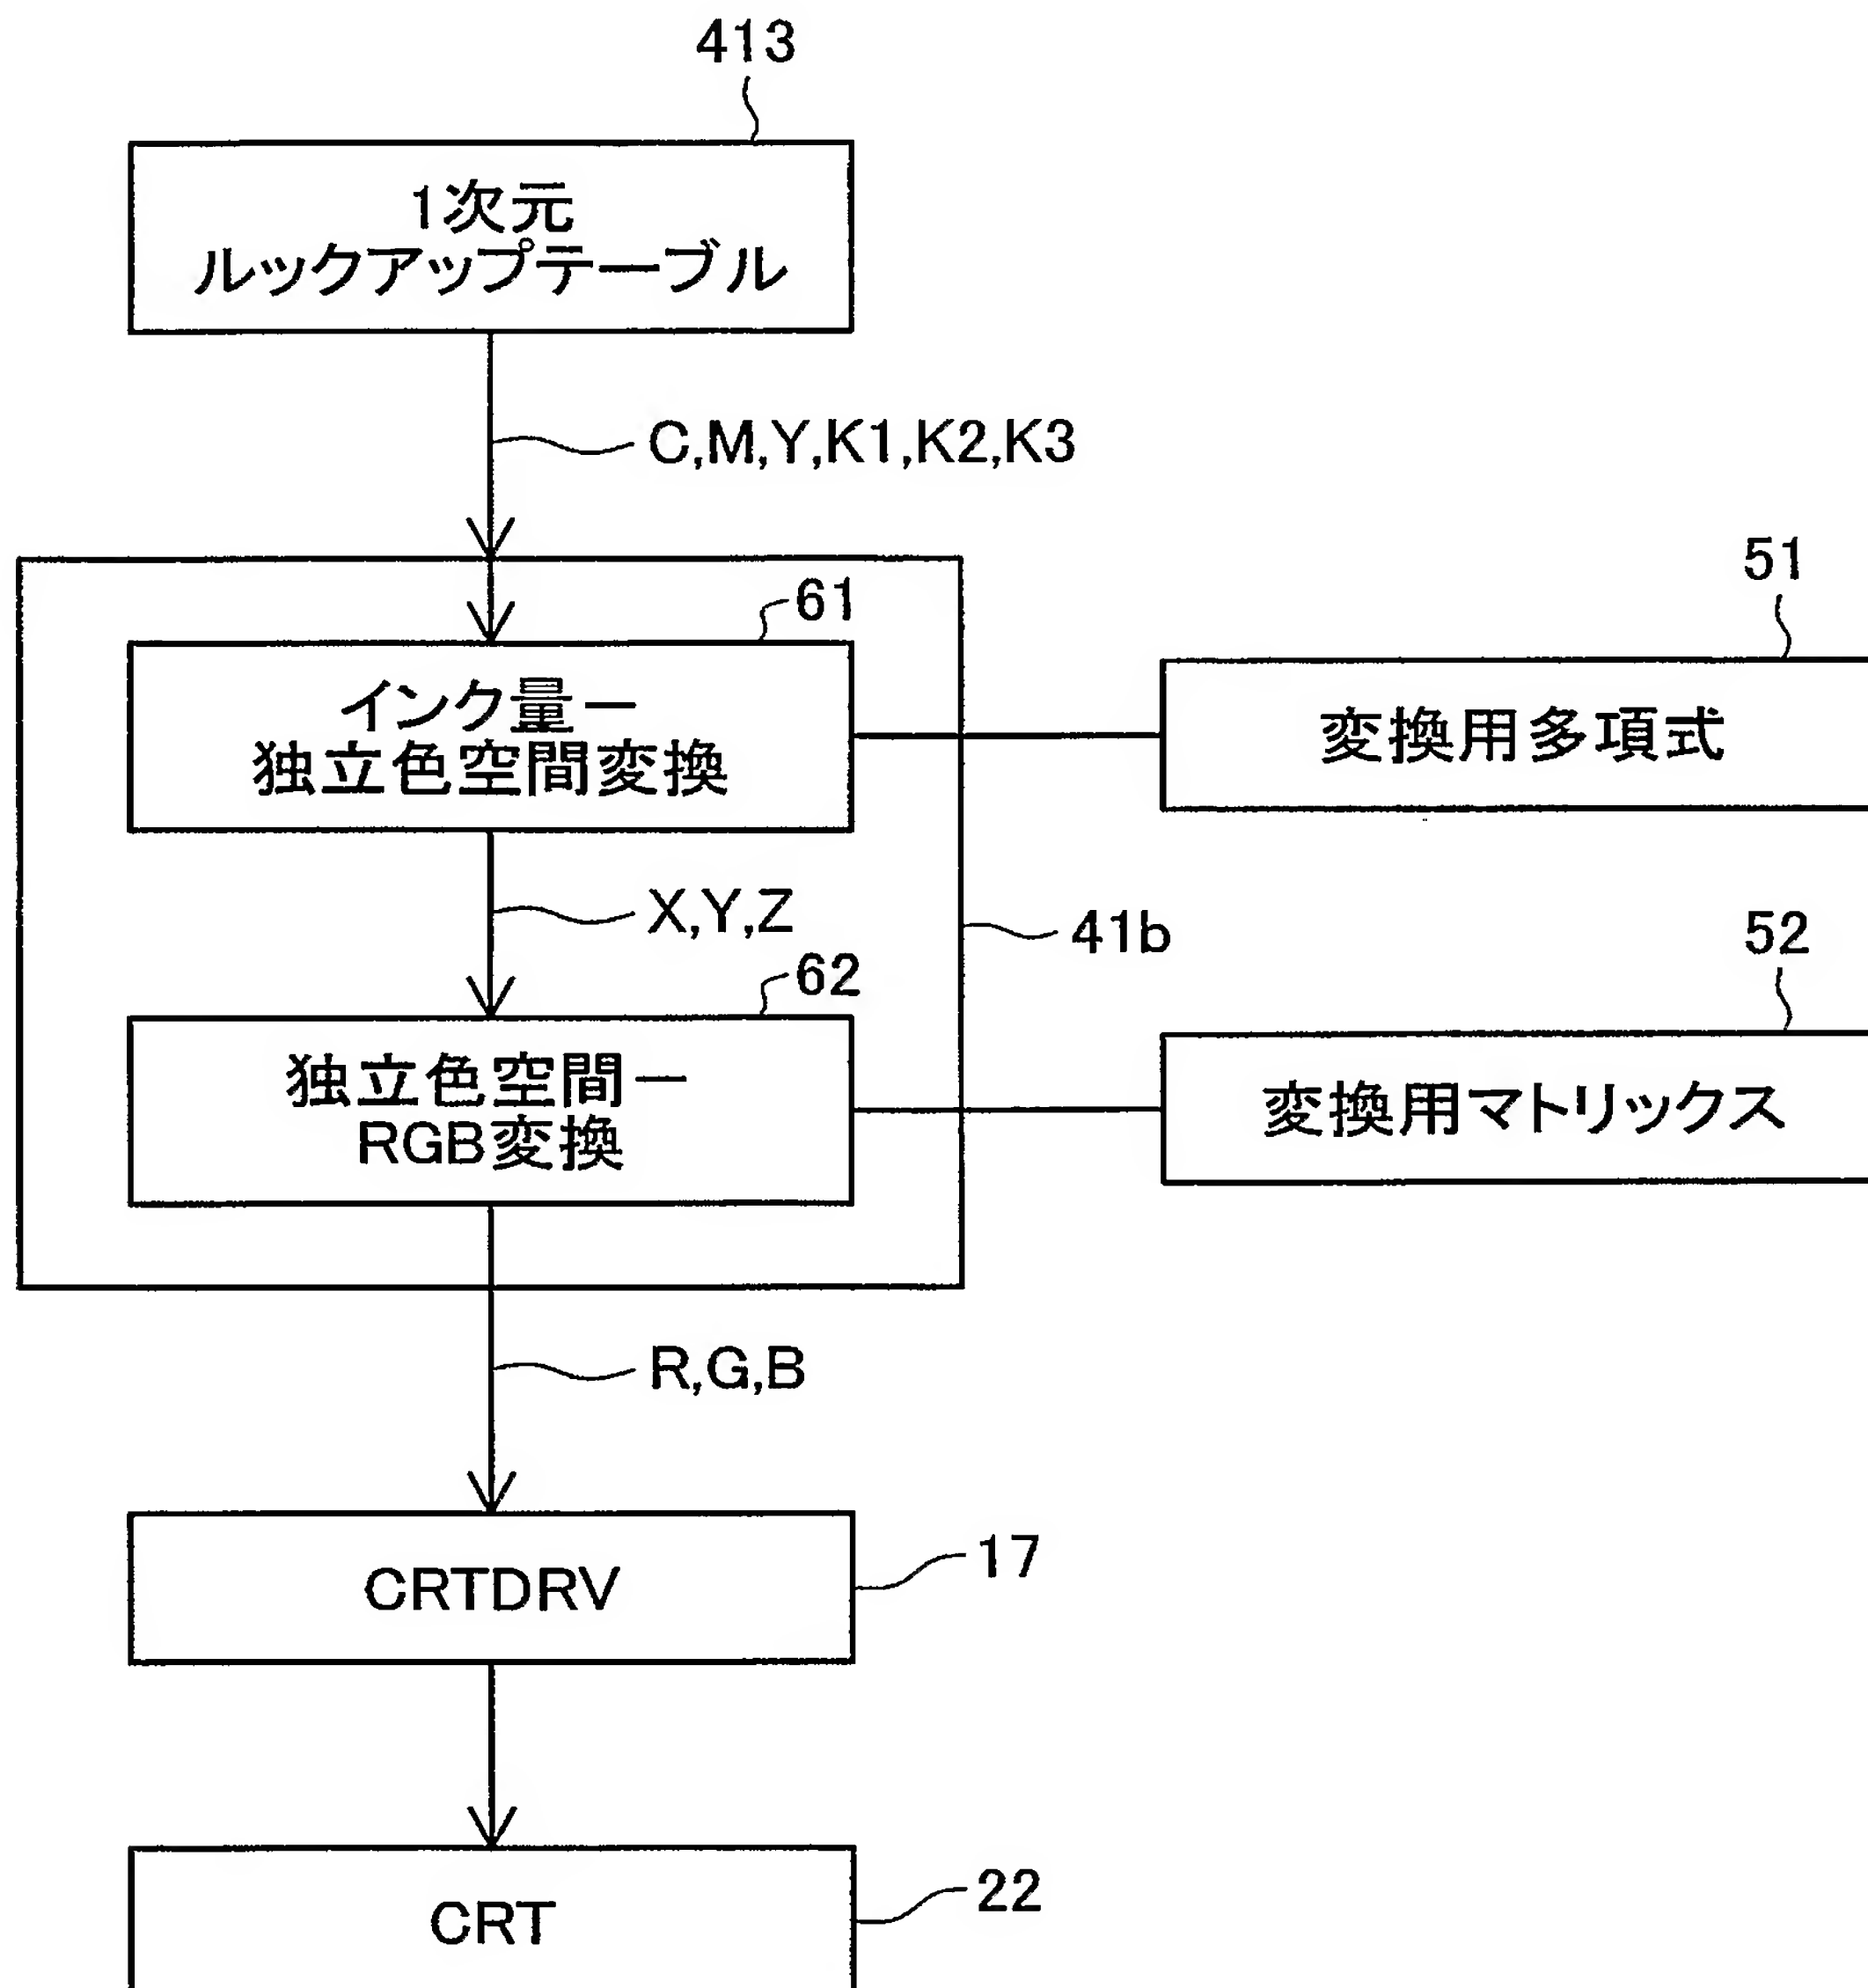 413
1次元
ルックアップテーブル
C,M,Y,K1,K2,K3
61
51
インク量ー
独立色空間変換
変換用多項式
X,Y,Z
41b
62
52
独立色空間ー
RGB変換
変換用マトリックス
R,G,B
CRTDRV
17
CRT
22